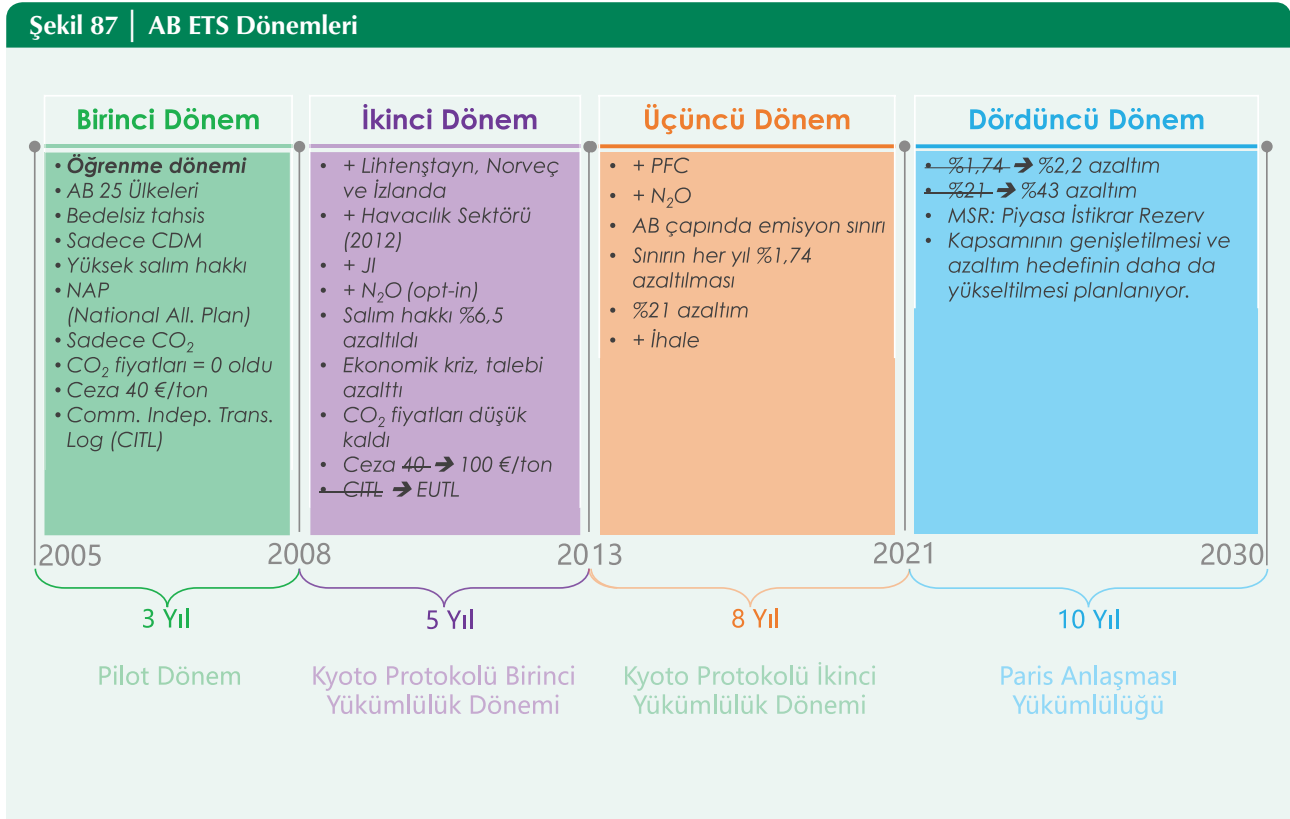 Şekil 87 | AB ETS Dönemleri
Birinci Dönem
• Öğrenme dönemi
• AB 25 Ülkeleri
• Bedelsiz tahsis
• Sadece CDM
• Yüksek salım hakkı
• NAP
(National All. Plan)
• Sadece CO₂
• CO₂ fiyatları = 0 oldu
• Ceza 40 €/ton
• Comm. Indep. Trans.
Log (CITL)
İkinci Dönem
• + Lihtenştayn, Norveç
ve İzlanda
• + Havacılık Sektörü
(2012)
• + JI
• + N₂O (opt-in)
• Salım hakkı %6,5
azaltıldı
• Ekonomik kriz, talebi
azalttı
• CO₂ fiyatları düşük
kaldı
• Ceza 40 ➔ 100 €/ton
• CITL ➔ EUTL
Üçüncü Dönem
• + PFC
• + N₂O
• AB çapında emisyon sınırı
• Sınırın her yıl %1,74
azaltılması
• %21 azaltım
• + İhale
Dördüncü Dönem
• %1,74 ➔ %2,2 azaltım
• %21 ➔ %43 azaltım
• MSR: Piyasa İstikrar Rezerv
• Kapsamının genişletilmesi ve
azaltım hedefinin daha da
yükseltilmesi planlanıyor.
2005
2008
2013
2021
2030
3 Yıl
5 Yıl
8 Yıl
10 Yıl
Pilot Dönem
Kyoto Protokolü Birinci
Yükümlülük Dönemi
Kyoto Protokolü İkinci
Yükümlülük Dönemi
Paris Anlaşması
Yükümlülüğü